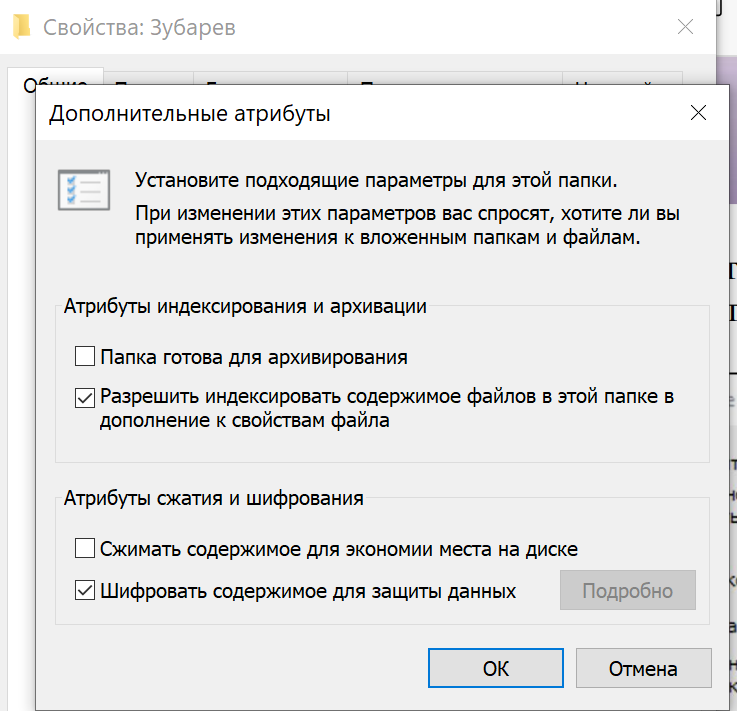 Свойства: Зубарев
Общие
Дополнительные атрибуты
Установите подходящие параметры для этой папки.
При изменении этих параметров вас спросят, хотите ли вы
применять изменения к вложенным папкам и файлам.
Атрибуты индексирования и архивации
Папка готова для архивирования
Разрешить индексировать содержимое файлов в этой папке в
дополнение к свойствам файла
Атрибуты сжатия и шифрования
Сжимать содержимое для экономии места на диске
Шифровать содержимое для защиты данных
Подробно
ОК
Отмена